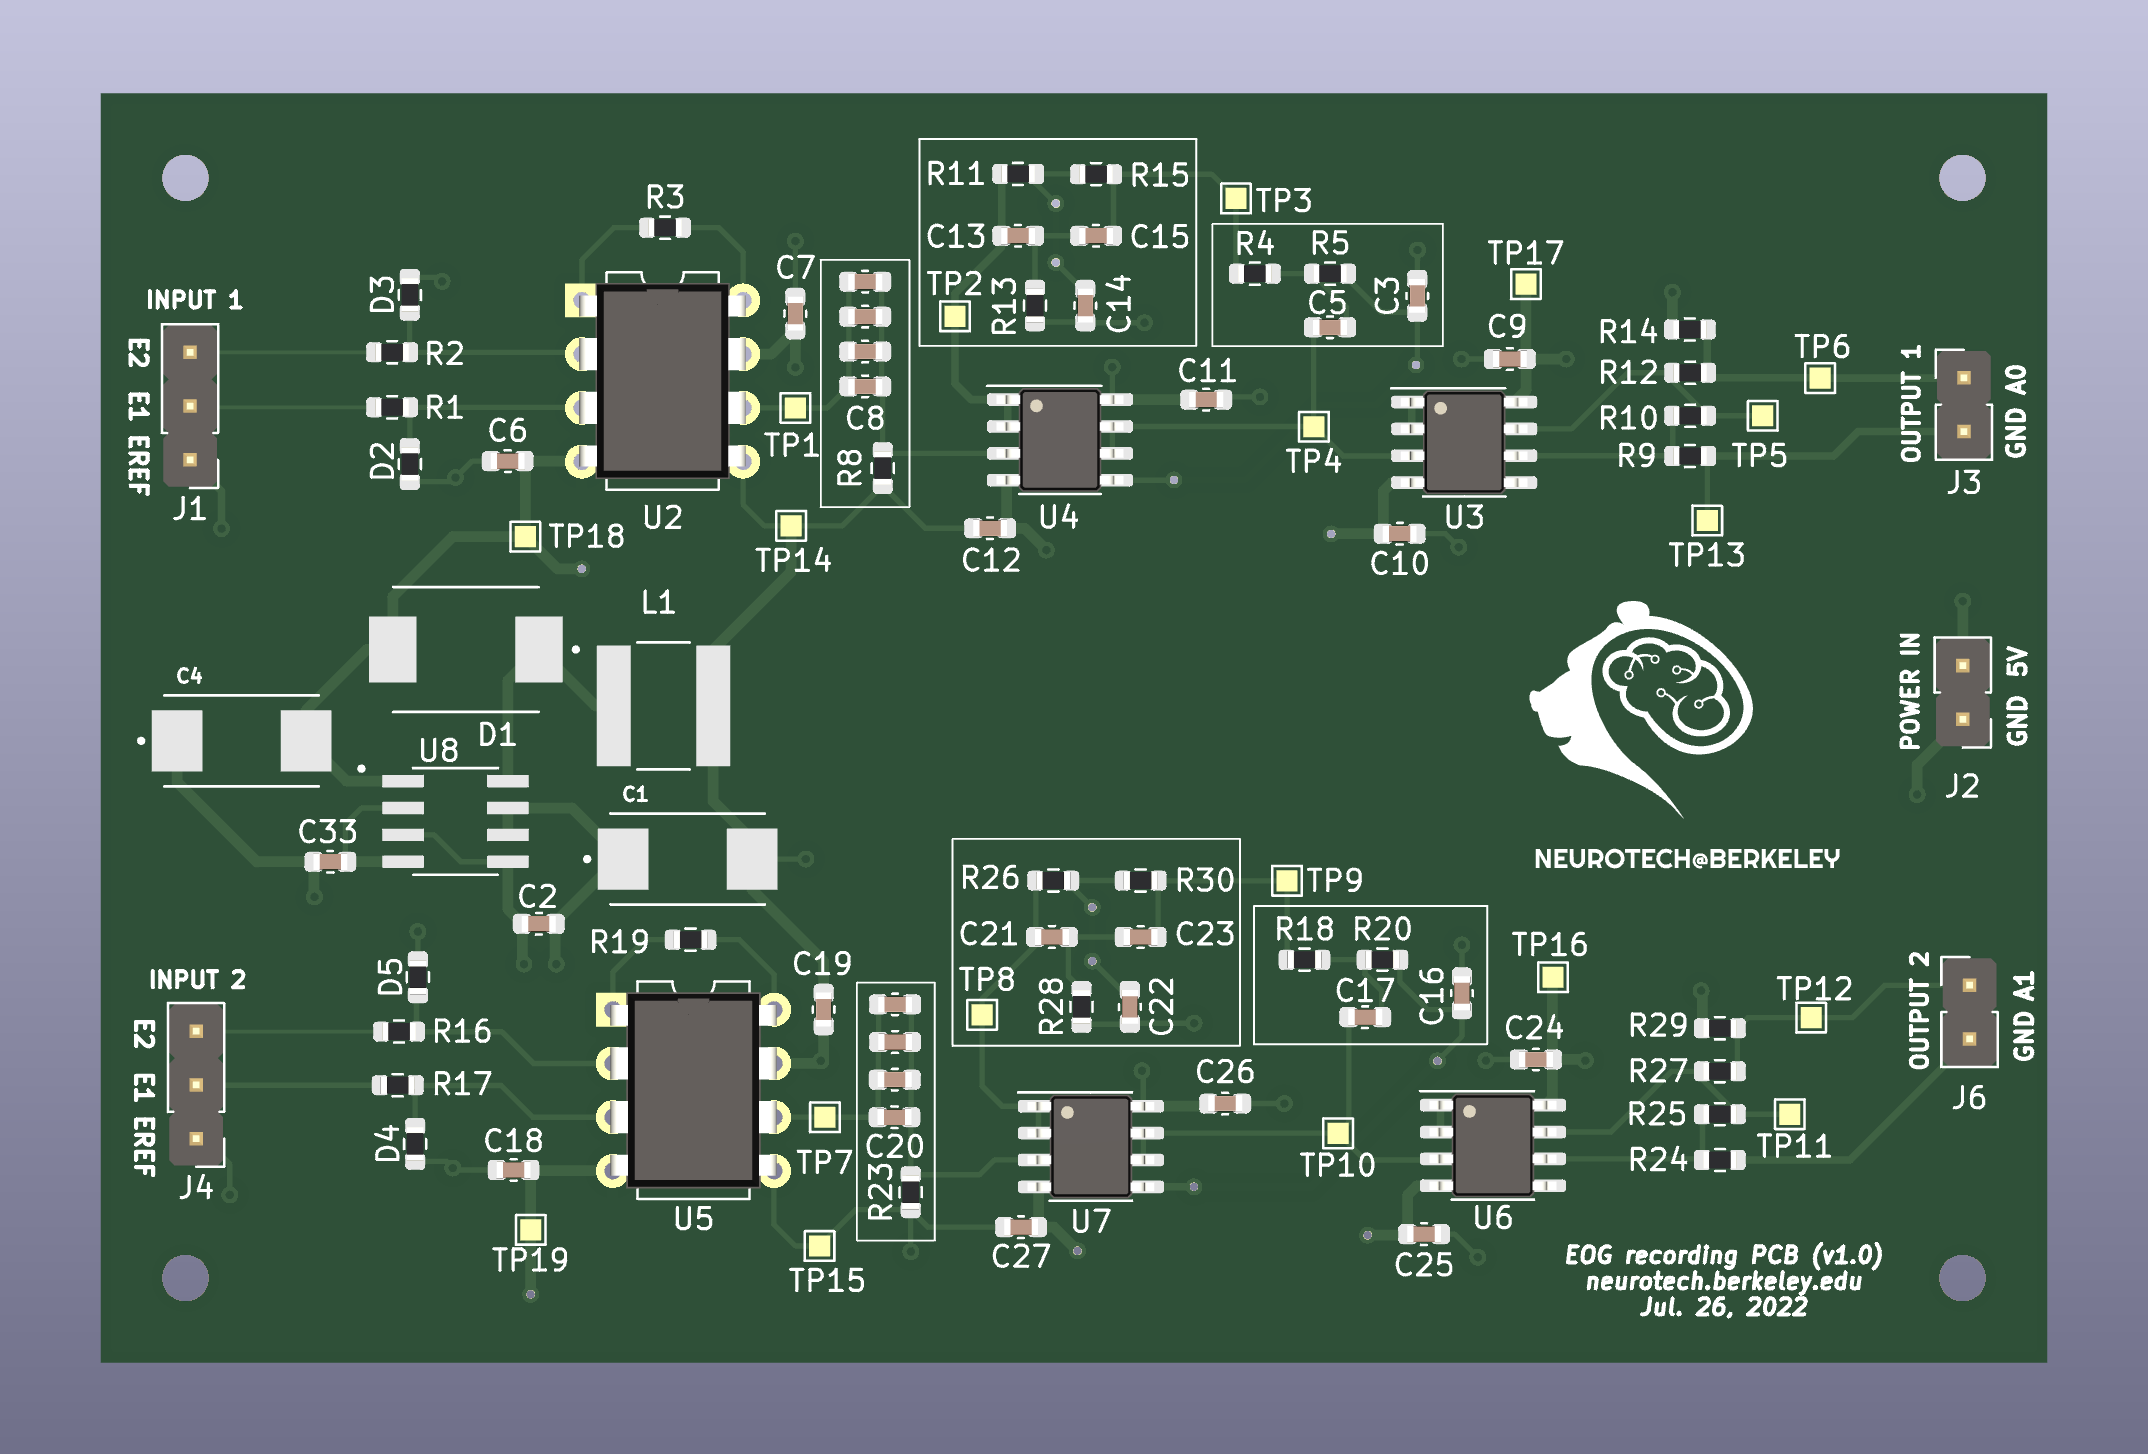 R11
R15
R3
TP3
C13
C15
R4
R5
TP17
C7
TP2
D3
INPUT 1
R13
C14
C5
C3
C9
R14
TP6
E2
R2
C11
R12
OUTPUT 1
A0
E1
R1
C8
R10
GND
C6
TP1
TP4
R9
TP5
EREF
D2
R8
J1
U2
U4
U3
J3
TP18
TP14
C12
C10
TP13
L1
POWER IN
5V
C4
GND
D1
U8
J2
C1
C33
NEUROTECH@BERKELEY
C2
R26
R30
TP9
R19
C21
C23
R18
R20
TP16
C19
INPUT 2
D5
TP8
R28
C22
C17
C16
TP12
OUTPUT 2
A1
E2
R16
C24
R29
GND
E1
R17
C26
R27
J6
R25
EREF
D4
C18
C20
TP7
TP10
R24
TP11
J4
R23
U5
U7
U6
TP19
TP15
C27
C25
EOG recording PCB (v1.0)
neurotech.berkeley.edu
Jul. 26, 2022